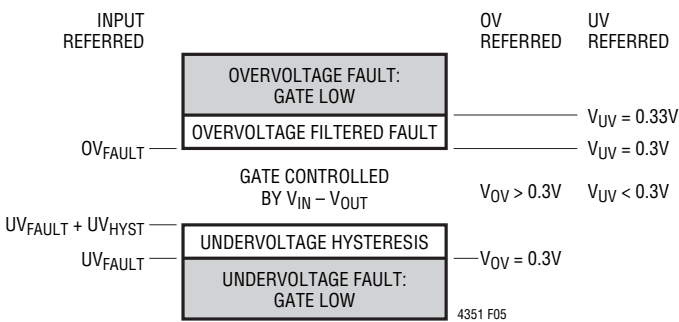 INPUT
REFERRED
OV
REFERRED
UV
REFERRED
OVERVOLTAGE FAULT:
GATE LOW
V_UV = 0.33V
OVERVOLTAGE FILTERED FAULT
OV_FAULT
V_UV = 0.3V
GATE CONTROLLED
BY V_IN – V_OUT
V_OV > 0.3V
V_UV < 0.3V
UV_FAULT + UV_HYST
UNDERVOLTAGE HYSTERESIS
UV_FAULT
V_OV = 0.3V
UNDERVOLTAGE FAULT:
GATE LOW
4351 F05